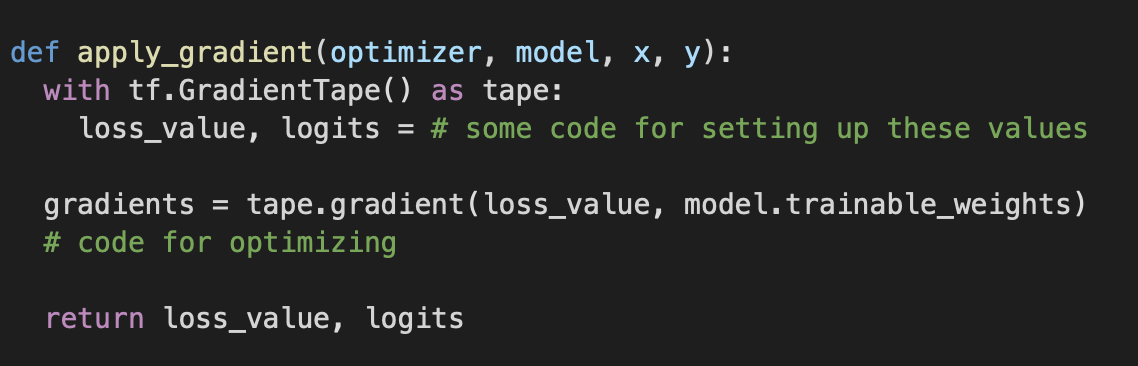 def apply_gradient(optimizer, model, x, y):
  with tf.GradientTape() as tape:
    loss_value, logits = # some code for setting up these values
  gradients = tape.gradient(loss_value, model.trainable_weights)
  # code for optimizing
  return loss_value, logits